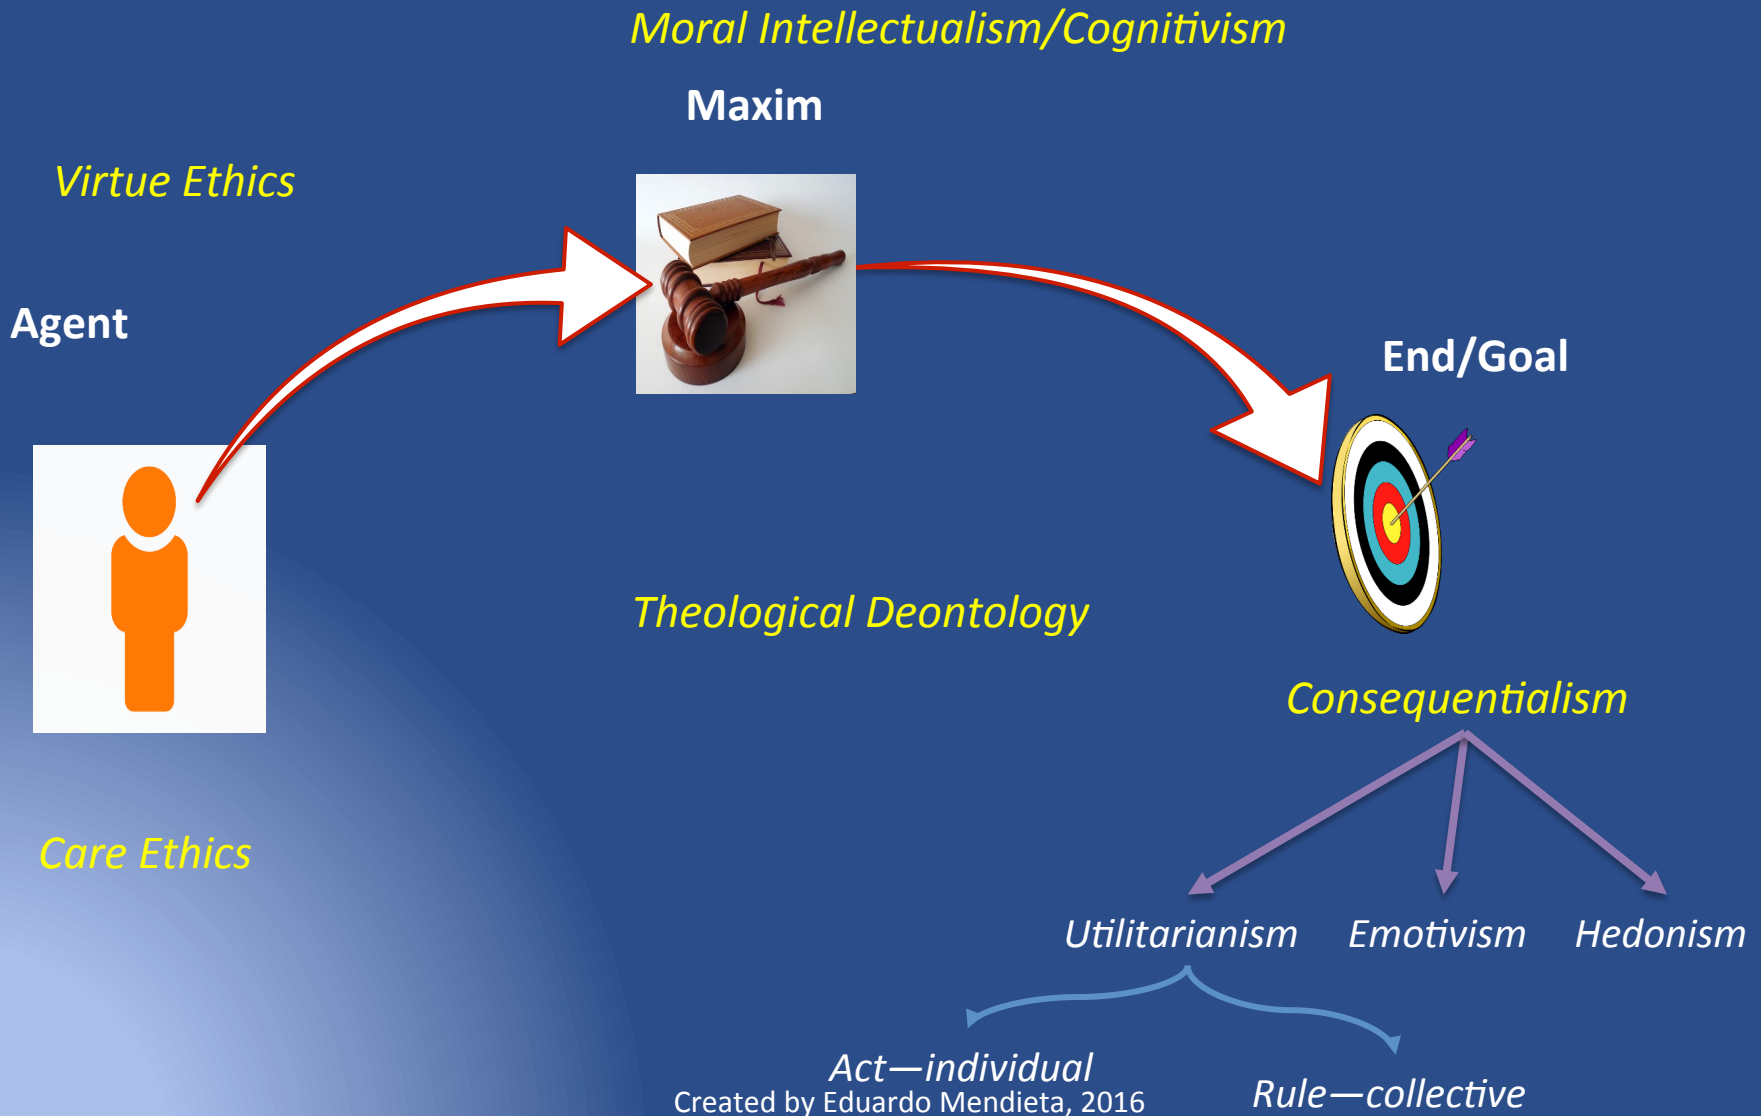 Moral Intellectualism/Cognitivism
Maxim
Virtue Ethics
Agent
End/Goal
Theological Deontology
Consequentialism
Care Ethics
Utilitarianism
Emotivism
Hedonism
Act—individual
Rule—collective
Created by Eduardo Mendieta, 2016